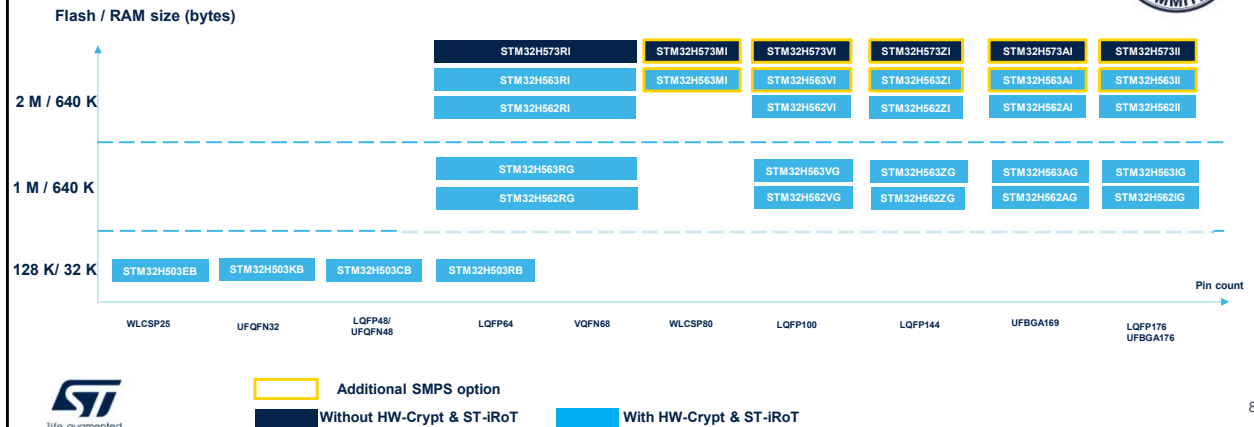 Flash / RAM size (bytes)
STM32H573RI STM32H573MI STM32H573VI STM32H573ZI STM32H573AI STM32H573II
2 M / 640 K STM32H563RI STM32H563MI STM32H563VI STM32H563ZI STM32H563AI STM32H563II
STM32H562RI STM32H562VI STM32H562ZI STM32H562AI STM32H562II
1 M / 640 K STM32H563RG STM32H563VG STM32H563ZG STM32H563AG STM32H563IG
STM32H562RG STM32H562VG STM32H562ZG STM32H562AG STM32H562IG
128 K/ 32 K STM32H503EB STM32H503KB STM32H503CB STM32H503RB
Pin count
WLCSP25 UFQFN32 LQFP48/ LQFP64 VQFN68 WLCSP80 LQFP100 LQFP144 UFBGA169 LQFP176
UFQFN48 UFBGA176
Additional SMPS option
Without HW-Crypt & ST-iRoT With HW-Crypt & ST-iRoT
ST
life.augmented
8